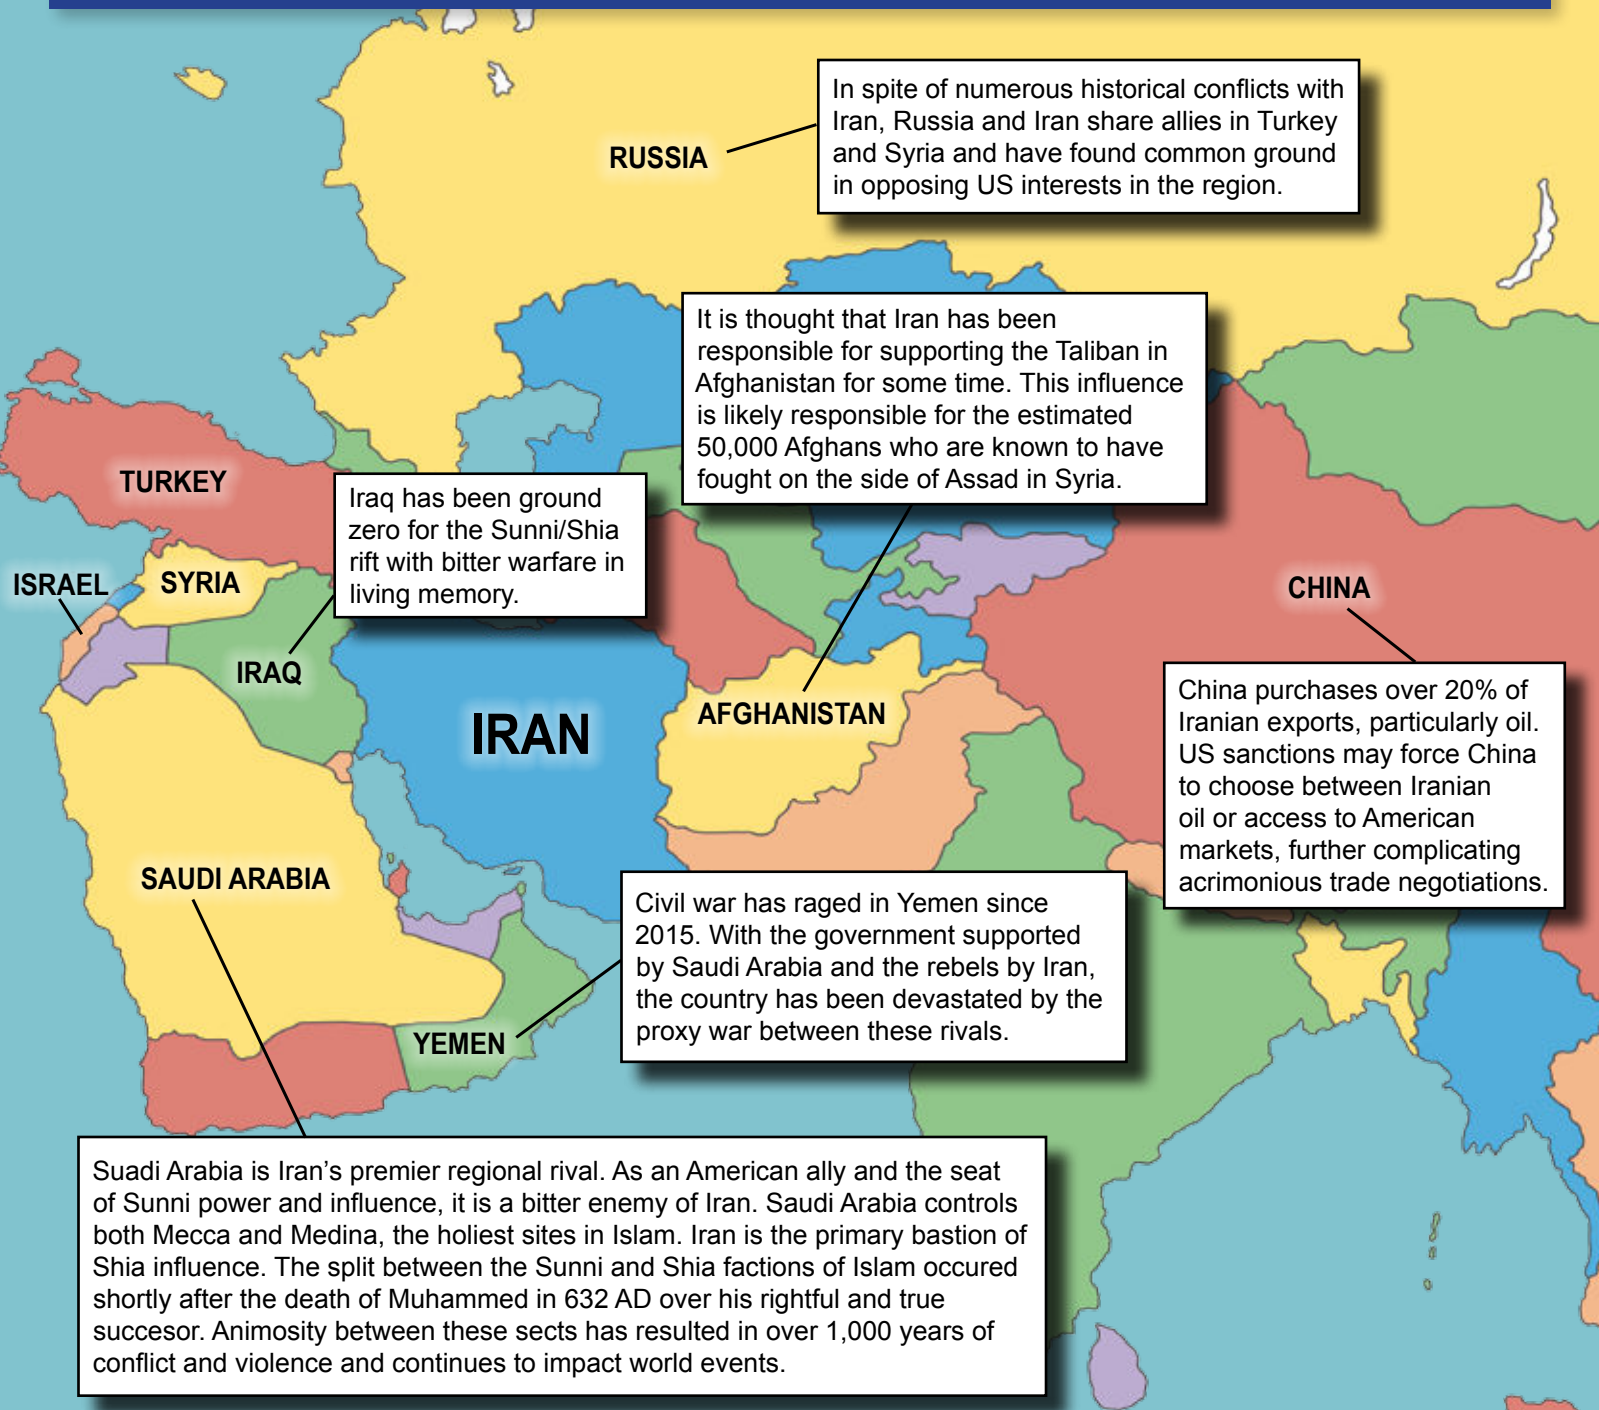 In spite of numerous historical conflicts with
Iran, Russia and Iran share allies in Turkey
and Syria and have found common ground
in opposing US interests in the region.
RUSSIA
It is thought that Iran has been
responsible for supporting the Taliban in
Afghanistan for some time. This influence
is likely responsible for the estimated
50,000 Afghans who are known to have
fought on the side of Assad in Syria.
TURKEY
Iraq has been ground
zero for the Sunni/Shia
rift with bitter warfare in
living memory.
ISRAEL
SYRIA
CHINA
IRAQ
IRAN
AFGHANISTAN
China purchases over 20% of
Iranian exports, particularly oil.
US sanctions may force China
to choose between Iranian
oil or access to American
markets, further complicating
acrimonious trade negotiations.
SAUDI ARABIA
Civil war has raged in Yemen since
2015. With the government supported
by Saudi Arabia and the rebels by Iran,
the country has been devastated by the
proxy war between these rivals.
YEMEN
Suadi Arabia is Iran's premier regional rival. As an American ally and the seat
of Sunni power and influence, it is a bitter enemy of Iran. Saudi Arabia controls
both Mecca and Medina, the holiest sites in Islam. Iran is the primary bastion of
Shia influence. The split between the Sunni and Shia factions of Islam occured
shortly after the death of Muhammed in 632 AD over his rightful and true
succesor. Animosity between these sects has resulted in over 1,000 years of
conflict and violence and continues to impact world events.